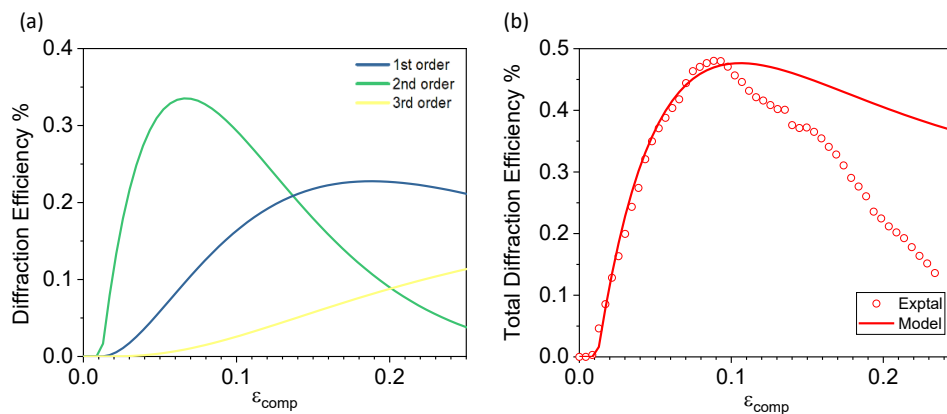 (a)
Diffraction Efficiency %
0.4
0.3
0.2
0.1
0.0
1st order
2nd order
3rd order
0.0
0.1
0.2
εcomp
(b)
Total Diffraction Efficiency %
0.5
0.4
0.3
0.2
0.1
0.0
Exptal
Model
0.0
0.1
0.2
εcomp